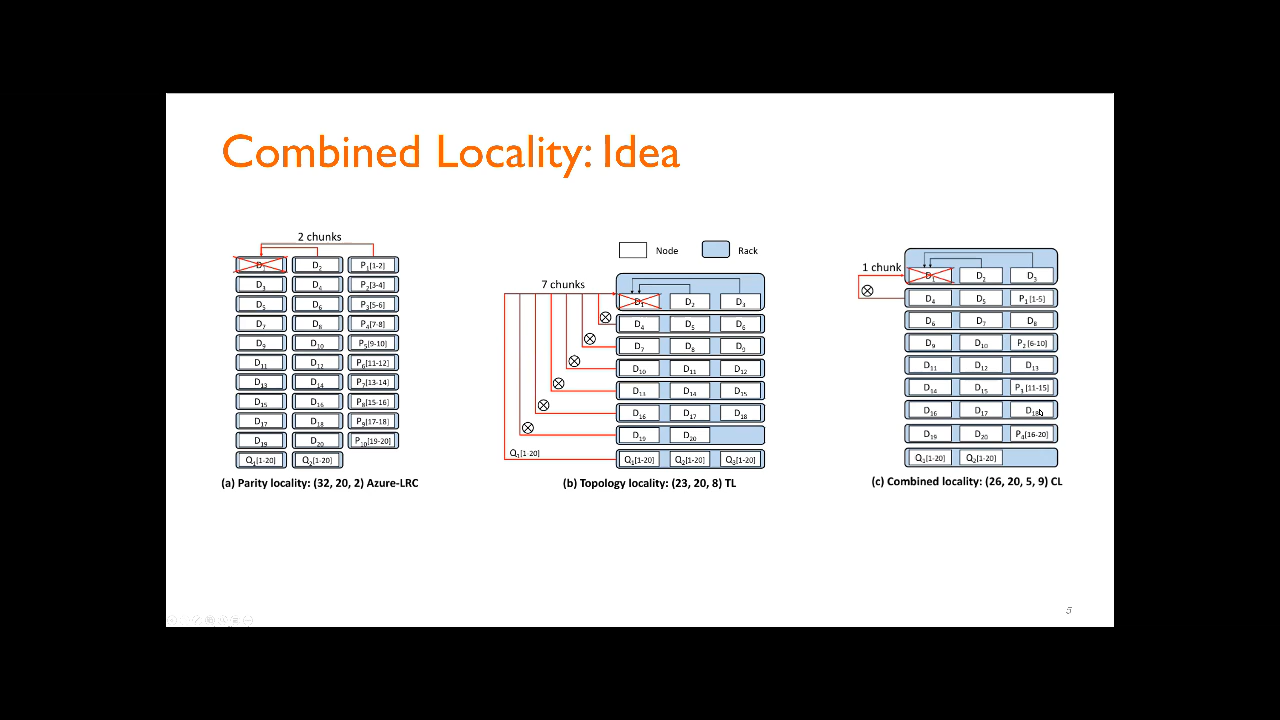 Combined Locality: Idea
2 chunks
D1 D2 P1[1-2]
D3 D4 P2[3-4]
D5 D6 P3[5-6]
D7 D8 P4[7-8]
D9 D10 P5[9-10]
D11 D12 P6[11-12]
D13 D14 P7[13-14]
D15 D16 P8[15-16]
D17 D18 P9[17-18]
D19 D20 P10[19-20]
Q1[1-20] Q2[1-20]
(a) Parity locality: (32, 20, 2) Azure-LRC
Node Rack
7 chunks
D1 D2 D3
D4 D5 D6
D7 D8 D9
D10 D11 D12
D13 D14 D15
D16 D17 D18
D19 D20
Q1[1-20]
Q1[1-20] Q2[1-20] Q3[1-20]
(b) Topology locality: (23, 20, 8) TL
1 chunk
D1 D2 D3
D4 D5 P1[1-5]
D6 D7 D8
D9 D10 P2[6-10]
D11 D12 D13
D14 D15 P3[11-15]
D16 D17 D18
D19 D20 P4[16-20]
Q1[1-20] Q2[1-20]
(c) Combined locality: (26, 20, 5, 9) CL
5